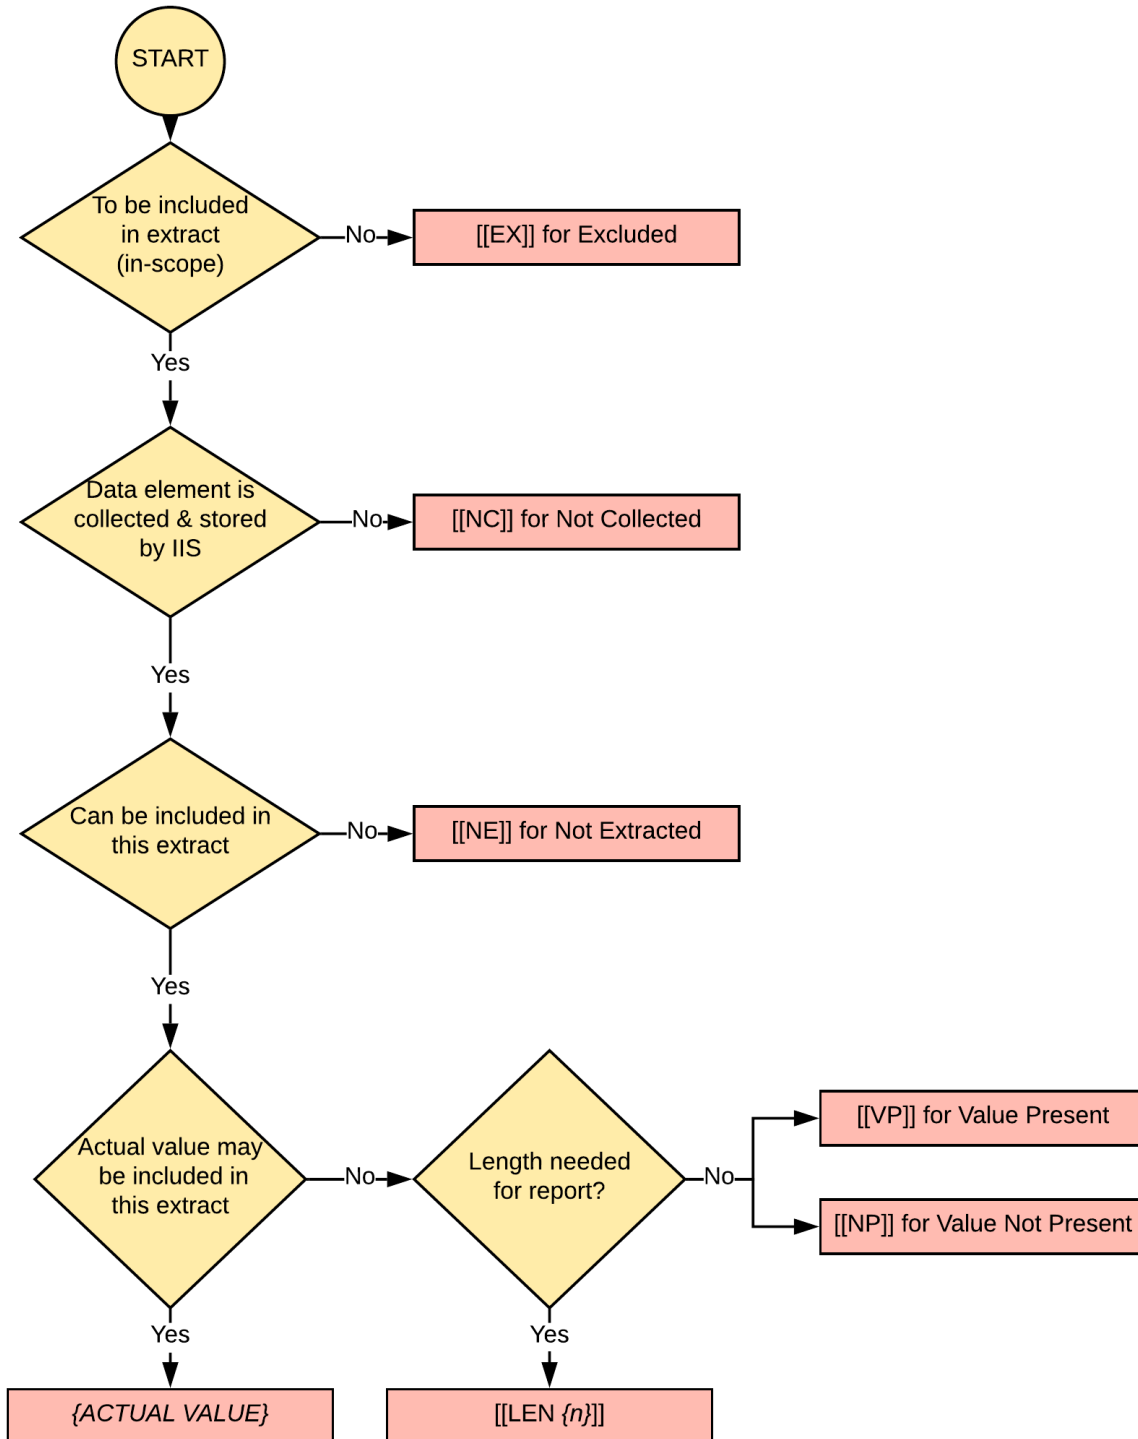 START
To be included
in extract
(in-scope)
No
[[EX]] for Excluded
Yes
Data element is
collected & stored
by IIS
No
[[NC]] for Not Collected
Yes
Can be included in
this extract
No
[[NE]] for Not Extracted
Yes
Actual value may
be included in
this extract
No
Length needed
for report?
No
[[VP]] for Value Present
[[NP]] for Value Not Present
Yes
Yes
{ACTUAL VALUE}
[[LEN {n}]]